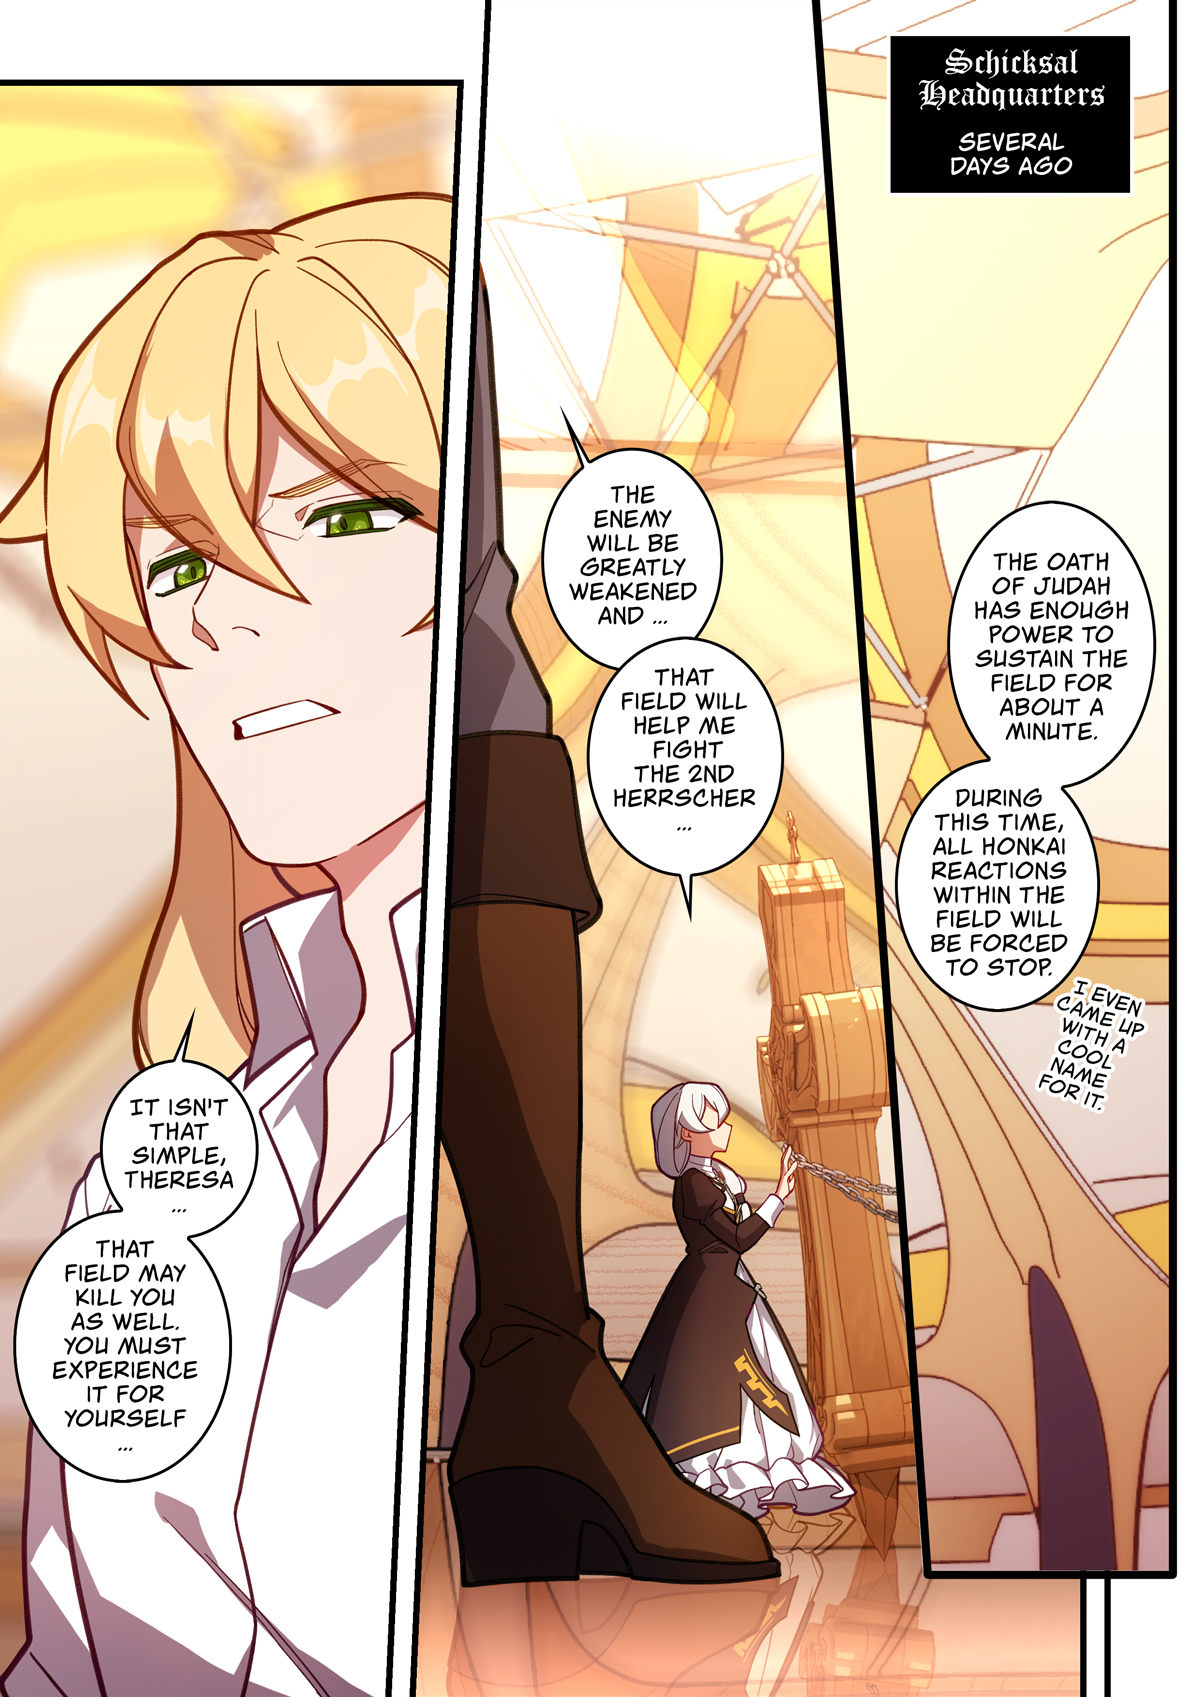 Schicksal
Headquarters
SEVERAL
DAYS AGO
THE OATH
OF JUDAH
HAS ENOUGH
POWER TO
SUSTAIN THE
FIELD FOR
ABOUT A
MINUTE.
DURING
THIS TIME,
ALL HONKAI
REACTIONS
WITHIN THE
FIELD WILL
BE FORCED
TO STOP.
I EVEN
CAME UP
WITH A
COOL
NAME
FOR IT.
THE
ENEMY
WILL BE
GREATLY
WEAKENED
AND ...
THAT
FIELD WILL
HELP ME
FIGHT
THE 2ND
HERRSCHER
...
IT ISN'T
THAT
SIMPLE,
THERESA
...
THAT
FIELD MAY
KILL YOU
AS WELL.
YOU MUST
EXPERIENCE
IT FOR
YOURSELF
...